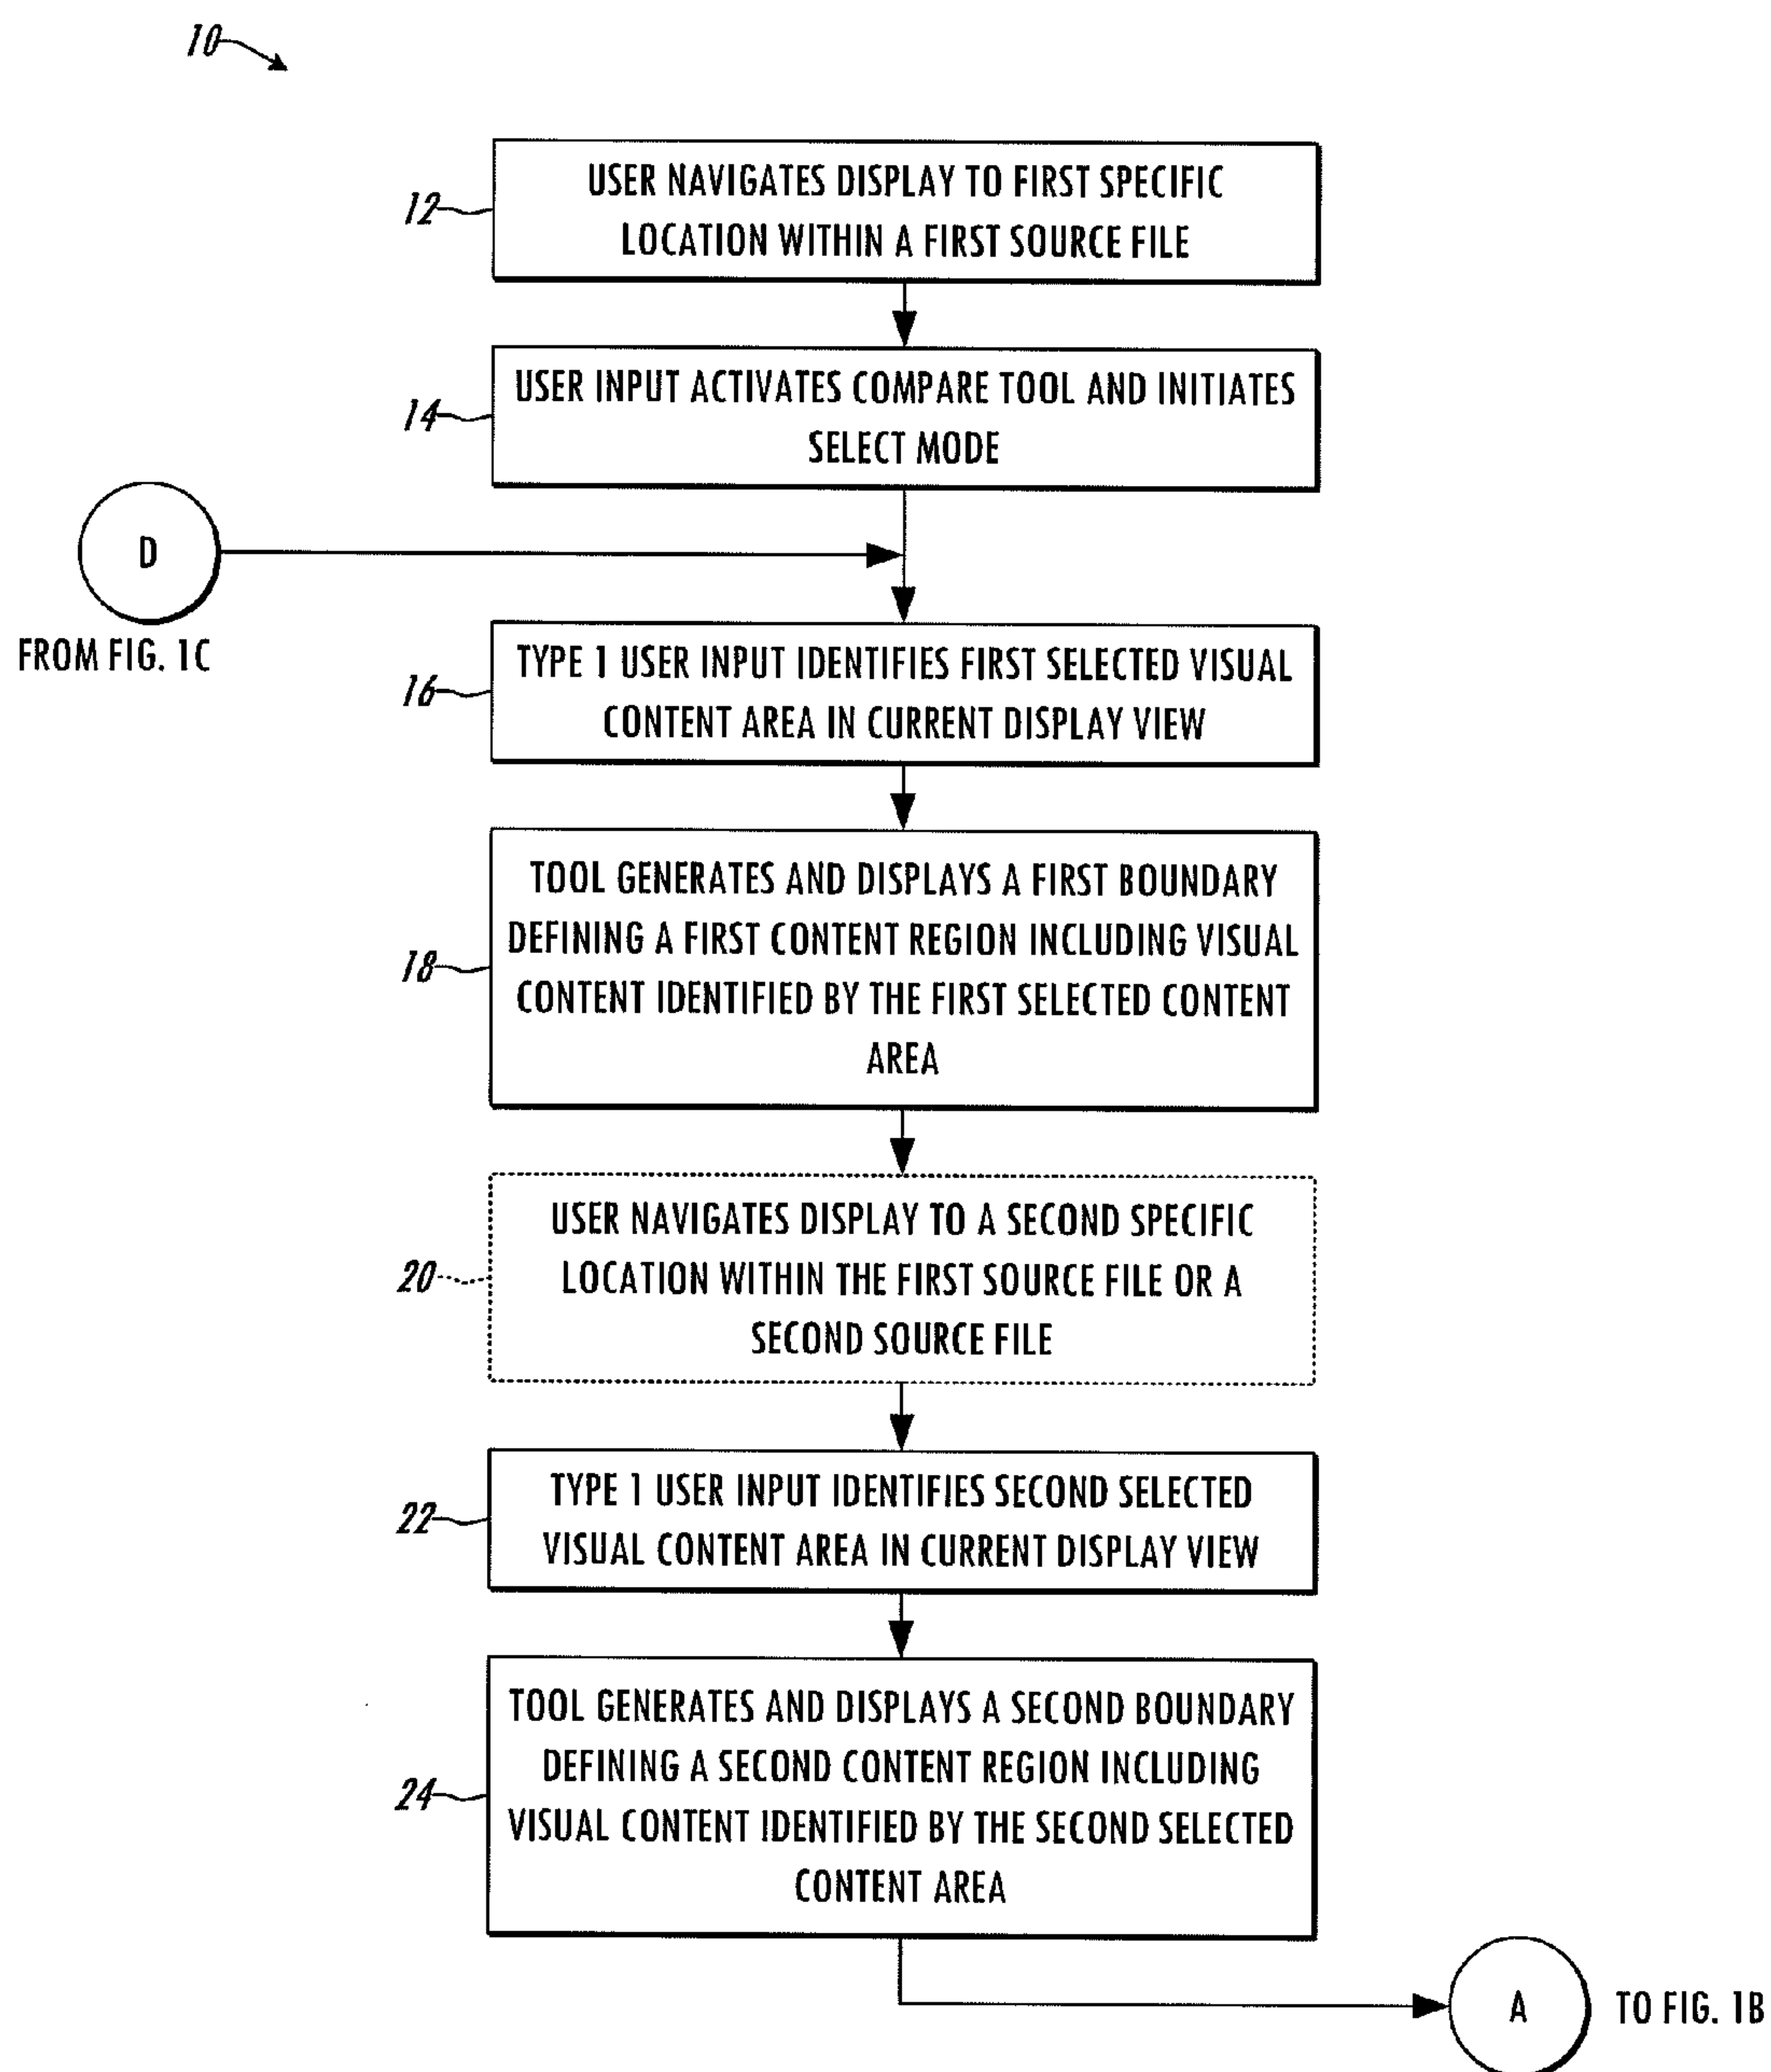 10
12
USER NAVIGATES DISPLAY TO FIRST SPECIFIC
LOCATION WITHIN A FIRST SOURCE FILE
14
USER INPUT ACTIVATES COMPARE TOOL AND INITIATES
SELECT MODE
D
FROM FIG. 1C
16
TYPE 1 USER INPUT IDENTIFIES FIRST SELECTED VISUAL
CONTENT AREA IN CURRENT DISPLAY VIEW
18
TOOL GENERATES AND DISPLAYS A FIRST BOUNDARY
DEFINING A FIRST CONTENT REGION INCLUDING VISUAL
CONTENT IDENTIFIED BY THE FIRST SELECTED CONTENT
AREA
20
USER NAVIGATES DISPLAY TO A SECOND SPECIFIC
LOCATION WITHIN THE FIRST SOURCE FILE OR A
SECOND SOURCE FILE
22
TYPE 1 USER INPUT IDENTIFIES SECOND SELECTED
VISUAL CONTENT AREA IN CURRENT DISPLAY VIEW
24
TOOL GENERATES AND DISPLAYS A SECOND BOUNDARY
DEFINING A SECOND CONTENT REGION INCLUDING
VISUAL CONTENT IDENTIFIED BY THE SECOND SELECTED
CONTENT AREA
A
TO FIG. 1B